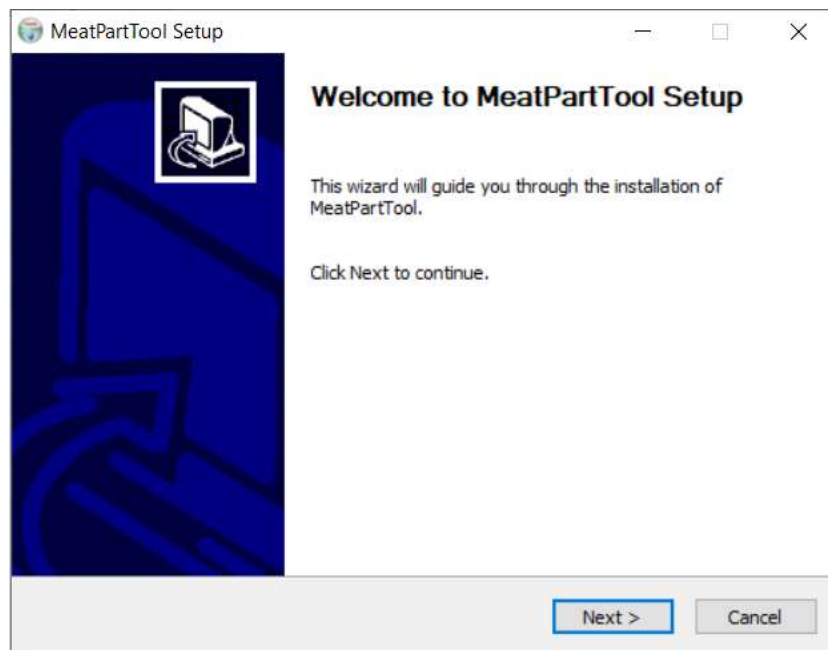 MeatPartTool Setup
Welcome to MeatPartTool Setup
This wizard will guide you through the installation of
MeatPartTool.
Click Next to continue.
Next >
Cancel